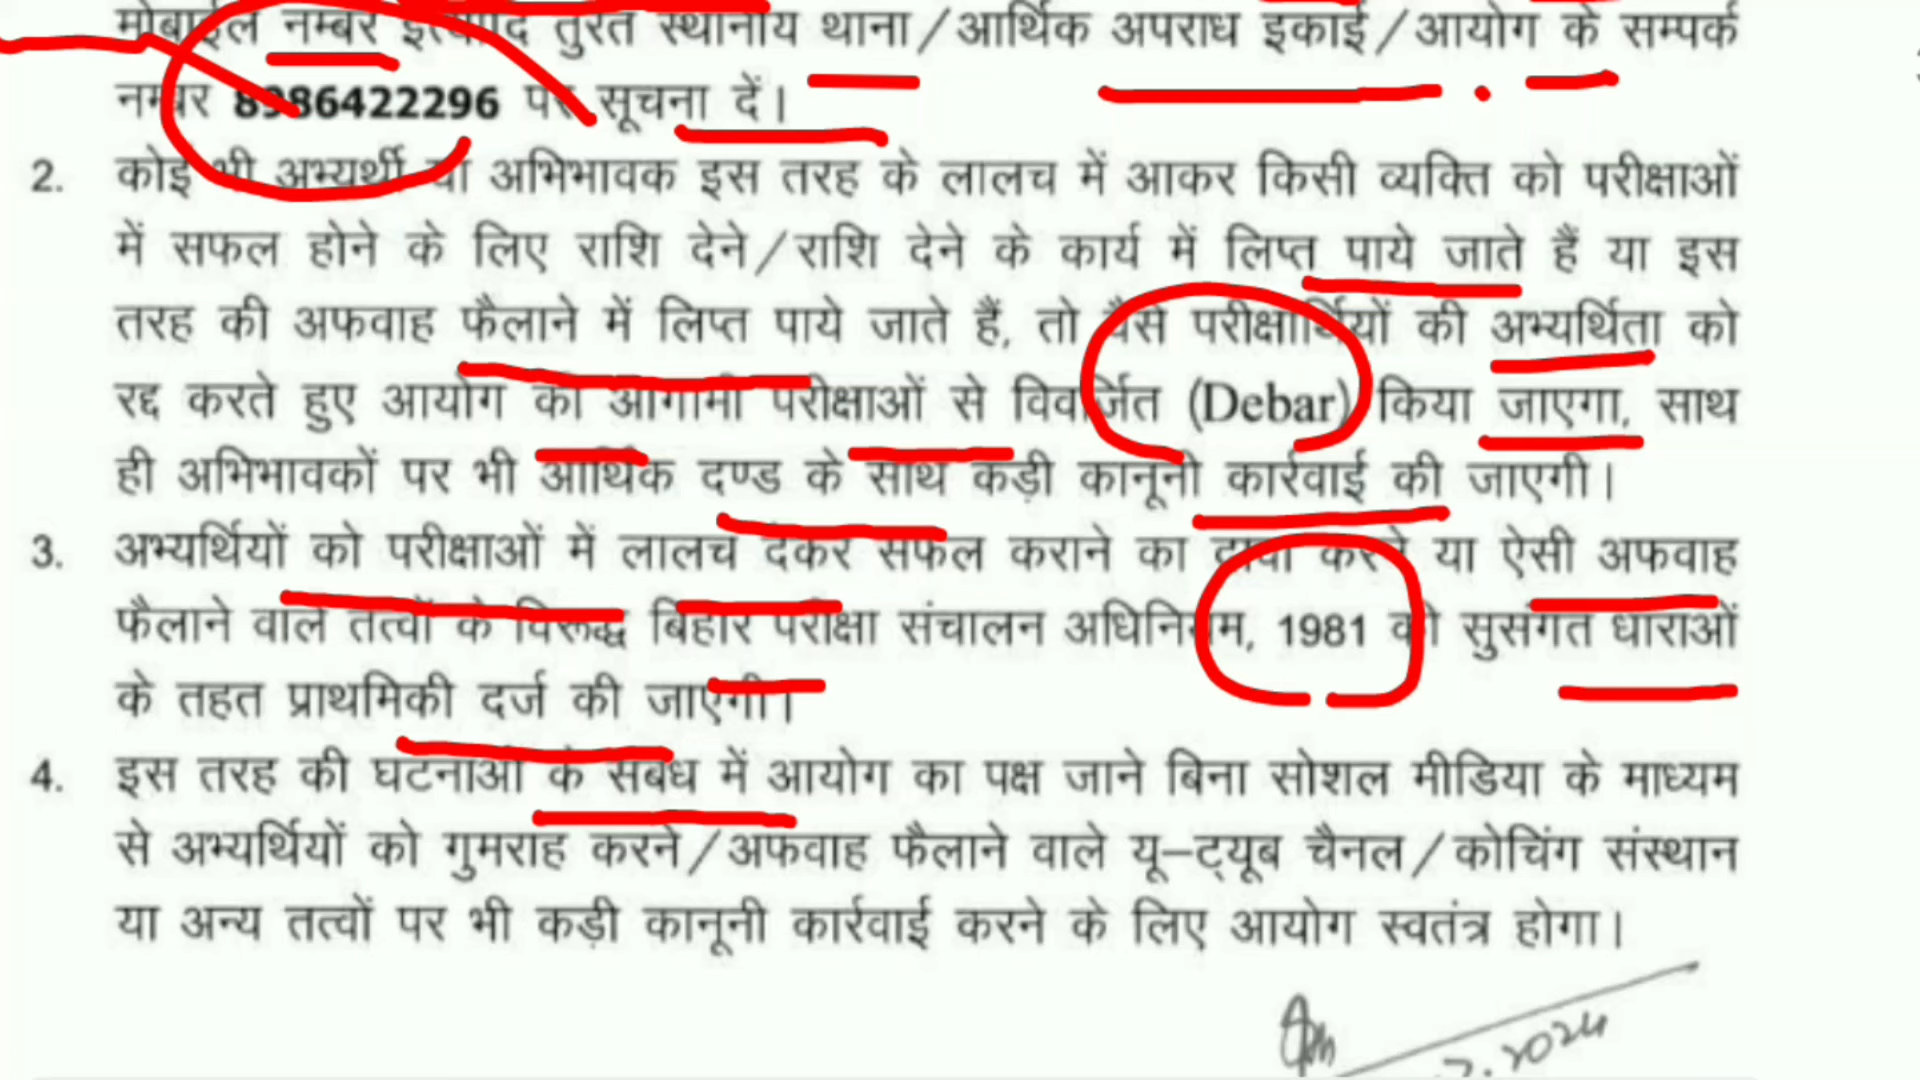 मोबाईल नम्बर इत्यादि तुरंत स्थानीय थाना/आर्थिक अपराध इकाई/आयोग के सम्पर्क
नम्बर 8986422296 पर सूचना दें।
2. कोई भी अभ्यर्थी या अभिभावक इस तरह के लालच में आकर किसी व्यक्ति को परीक्षाओं
में सफल होने के लिए राशि देने/राशि देने के कार्य में लिप्त पाये जाते हैं या इस
तरह की अफवाह फैलाने में लिप्त पाये जाते हैं, तो वैसे परीक्षार्थियों की अभ्यर्थिता को
रद्द करते हुए आयोग की आगामी परीक्षाओं से विवर्जित (Debar) किया जाएगा, साथ
ही अभिभावकों पर भी आर्थिक दण्ड के साथ कड़ी कानूनी कार्रवाई की जाएगी।
3. अभ्यर्थियों को परीक्षाओं में लालच देकर सफल कराने का दावा करने या ऐसी अफवाह
फैलाने वाले तत्वों के विरूद्ध बिहार परीक्षा संचालन अधिनियम, 1981 की सुसंगत धाराओं
के तहत प्राथमिकी दर्ज की जाएगी।
4. इस तरह की घटनाओं के संबंध में आयोग का पक्ष जाने बिना सोशल मीडिया के माध्यम
से अभ्यर्थियों को गुमराह करने/अफवाह फैलाने वाले यू–ट्यूब चैनल/कोचिंग संस्थान
या अन्य तत्वों पर भी कड़ी कानूनी कार्रवाई करने के लिए आयोग स्वतंत्र होगा।
7.2024